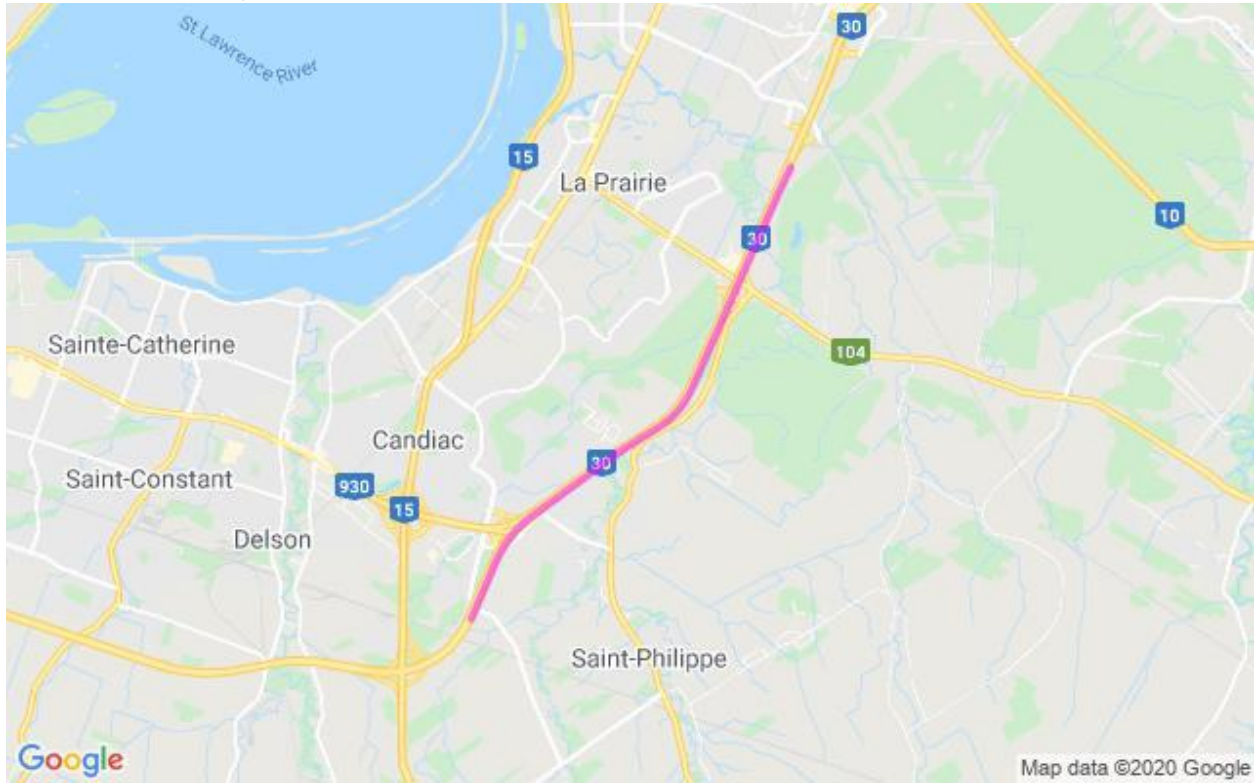 St Lawrence River
30
15
La Prairie
10
30
Sainte-Catherine
104
Candiac
30
Saint-Constant
930
15
Delson
Saint-Philippe
Google
Map data ©2020 Google